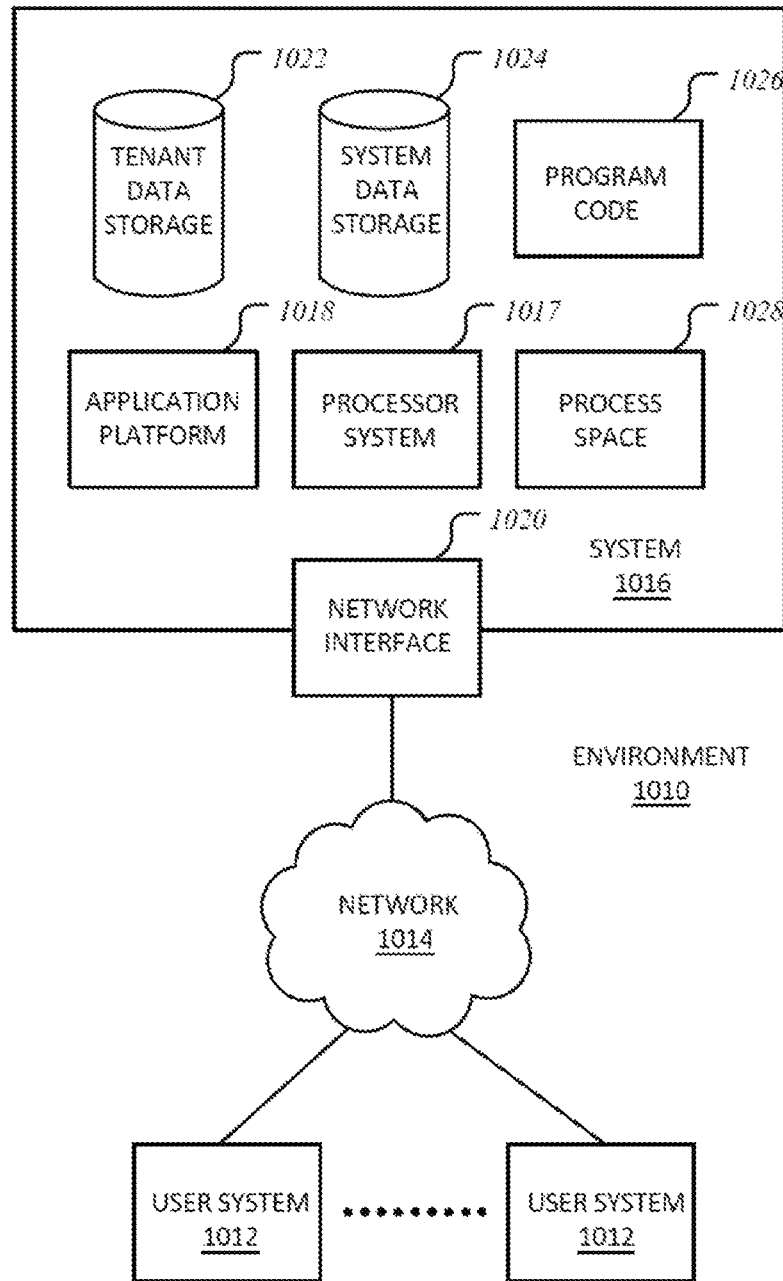 1022
1024
1026
TENANT
DATA
STORAGE
SYSTEM
DATA
STORAGE
PROGRAM
CODE
1018
1017
1028
APPLICATION
PLATFORM
PROCESSOR
SYSTEM
PROCESS
SPACE
1020
SYSTEM
1016
NETWORK
INTERFACE
ENVIRONMENT
1010
NETWORK
1014
USER SYSTEM
1012
USER SYSTEM
1012